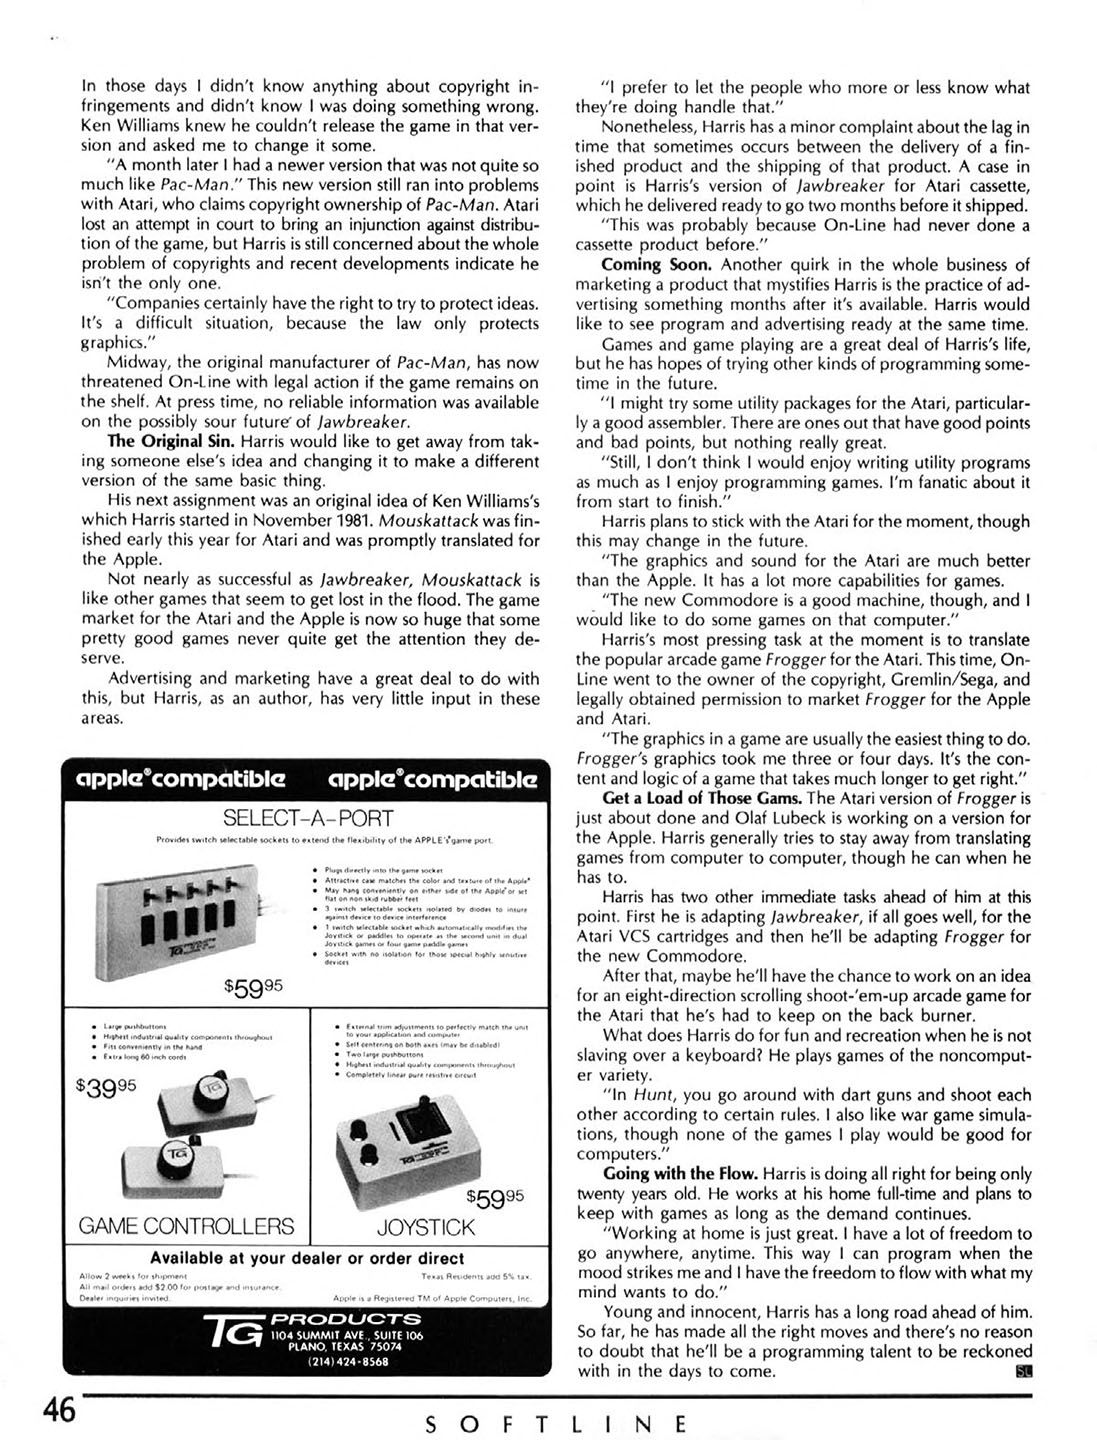 In those days I didn't know anything about copyright in-
fringements and didn't know I was doing something wrong.
Ken Williams knew he couldn't release the game in that ver-
sion and asked me to change it some.
"A month later I had a newer version that was not quite so
much like Pac-Man." This new version still ran into problems
with Atari, who claims copyright ownership of Pac-Man. Atari
lost an attempt in court to bring an injunction against distribu-
tion of the game, but Harris is still concerned about the whole
problem of copyrights and recent developments indicate he
isn't the only one.
"Companies certainly have the right to try to protect ideas.
It's a difficult situation, because the law only protects
graphics."
Midway, the original manufacturer of Pac-Man, has now
threatened On-Line with legal action if the game remains on
the shelf. At press time, no reliable information was available
on the possibly sour future of Jawbreaker.
The Original Sin. Harris would like to get away from tak-
ing someone else's idea and changing it to make a different
version of the same basic thing.
His next assignment was an original idea of Ken Williams's
which Harris started in November 1981. Mouskattack was fin-
ished early this year for Atari and was promptly translated for
the Apple.
Not nearly as successful as Jawbreaker, Mouskattack is
like other games that seem to get lost in the flood. The game
market for the Atari and the Apple is now so huge that some
pretty good games never quite get the attention they de-
serve.
Advertising and marketing have a great deal to do with
this, but Harris, as an author, has very little input in these
areas.
apple®compatible apple®compatible
SELECT-A-PORT
Provides switch selectable sockets to extend the flexibility of the APPLE's® game port.
• Plugs directly into the game socket
• Attractive case matches the color and texture of the Apple®
• May hang conveniently on either side of the Apple® or set
flat on non skid rubber feet
• 3 switch selectable sockets isolated by diodes to insure
against device to device interference
• 1 switch selectable socket which automatically modifies the
Joystick or paddles to operate as the second unit in dual
Joystick games or four game paddle games
• Socket with no isolation for those special highly sensitive
devices
TG PRODUCTS
$59⁹⁵
• Large pushbuttons
• Highest industrial quality components throughout
• Fits conveniently in the hand
• Extra long 60 inch cords
$39⁹⁵
TG
TG
GAME CONTROLLERS
• External trim adjustments to perfectly match the unit
to your application and computer
• Self centering on both axes (may be disabled)
• Two large pushbuttons
• Highest industrial quality components throughout
• Completely linear pure resistive circuit
$59⁹⁵
JOYSTICK
Available at your dealer or order direct
Allow 2 weeks for shipment
All mail orders add $2.00 for postage and insurance.
Dealer inquiries invited.
Texas Residents add 5% tax.
Apple is a Registered TM of Apple Computers, Inc.
TG PRODUCTS
1104 SUMMIT AVE., SUITE 106
PLANO, TEXAS 75074
(214) 424-8568
"I prefer to let the people who more or less know what
they're doing handle that."
Nonetheless, Harris has a minor complaint about the lag in
time that sometimes occurs between the delivery of a fin-
ished product and the shipping of that product. A case in
point is Harris's version of Jawbreaker for Atari cassette,
which he delivered ready to go two months before it shipped.
"This was probably because On-Line had never done a
cassette product before."
Coming Soon. Another quirk in the whole business of
marketing a product that mystifies Harris is the practice of ad-
vertising something months after it's available. Harris would
like to see program and advertising ready at the same time.
Games and game playing are a great deal of Harris's life,
but he has hopes of trying other kinds of programming some-
time in the future.
"I might try some utility packages for the Atari, particular-
ly a good assembler. There are ones out that have good points
and bad points, but nothing really great.
"Still, I don't think I would enjoy writing utility programs
as much as I enjoy programming games. I'm fanatic about it
from start to finish."
Harris plans to stick with the Atari for the moment, though
this may change in the future.
"The graphics and sound for the Atari are much better
than the Apple. It has a lot more capabilities for games.
"The new Commodore is a good machine, though, and I
would like to do some games on that computer."
Harris's most pressing task at the moment is to translate
the popular arcade game Frogger for the Atari. This time, On-
Line went to the owner of the copyright, Gremlin/Sega, and
legally obtained permission to market Frogger for the Apple
and Atari.
"The graphics in a game are usually the easiest thing to do.
Frogger's graphics took me three or four days. It's the con-
tent and logic of a game that takes much longer to get right."
Get a Load of Those Gams. The Atari version of Frogger is
just about done and Olaf Lubeck is working on a version for
the Apple. Harris generally tries to stay away from translating
games from computer to computer, though he can when he
has to.
Harris has two other immediate tasks ahead of him at this
point. First he is adapting Jawbreaker, if all goes well, for the
Atari VCS cartridges and then he'll be adapting Frogger for
the new Commodore.
After that, maybe he'll have the chance to work on an idea
for an eight-direction scrolling shoot-'em-up arcade game for
the Atari that he's had to keep on the back burner.
What does Harris do for fun and recreation when he is not
slaving over a keyboard? He plays games of the noncomput-
er variety.
"In Hunt, you go around with dart guns and shoot each
other according to certain rules. I also like war game simula-
tions, though none of the games I play would be good for
computers."
Going with the Flow. Harris is doing all right for being only
twenty years old. He works at his home full-time and plans to
keep with games as long as the demand continues.
"Working at home is just great. I have a lot of freedom to
go anywhere, anytime. This way I can program when the
mood strikes me and I have the freedom to flow with what my
mind wants to do."
Young and innocent, Harris has a long road ahead of him.
So far, he has made all the right moves and there's no reason
to doubt that he'll be a programming talent to be reckoned
with in the days to come. SL
46
SOFTLINE